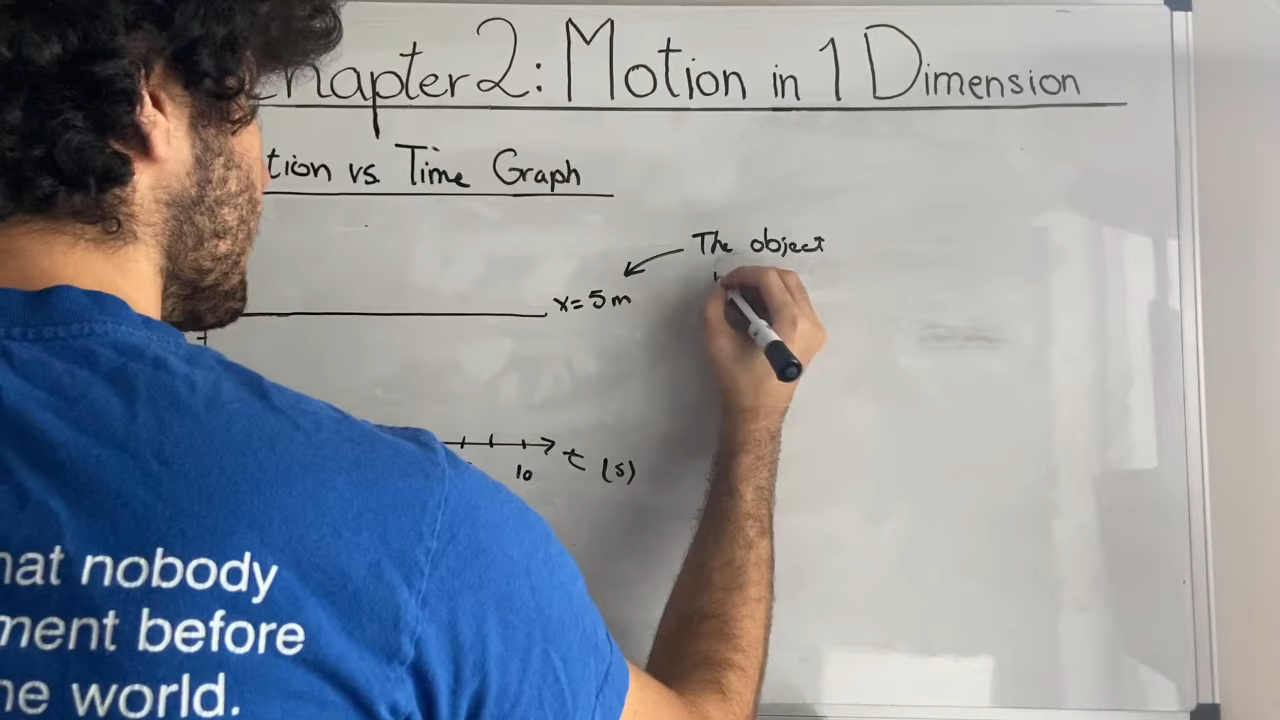 hapter 2: Motion in 1 Dimension
tion vs Time Graph
The object
x = 5 m
10
t (s)
hat nobody
ment before
he world.